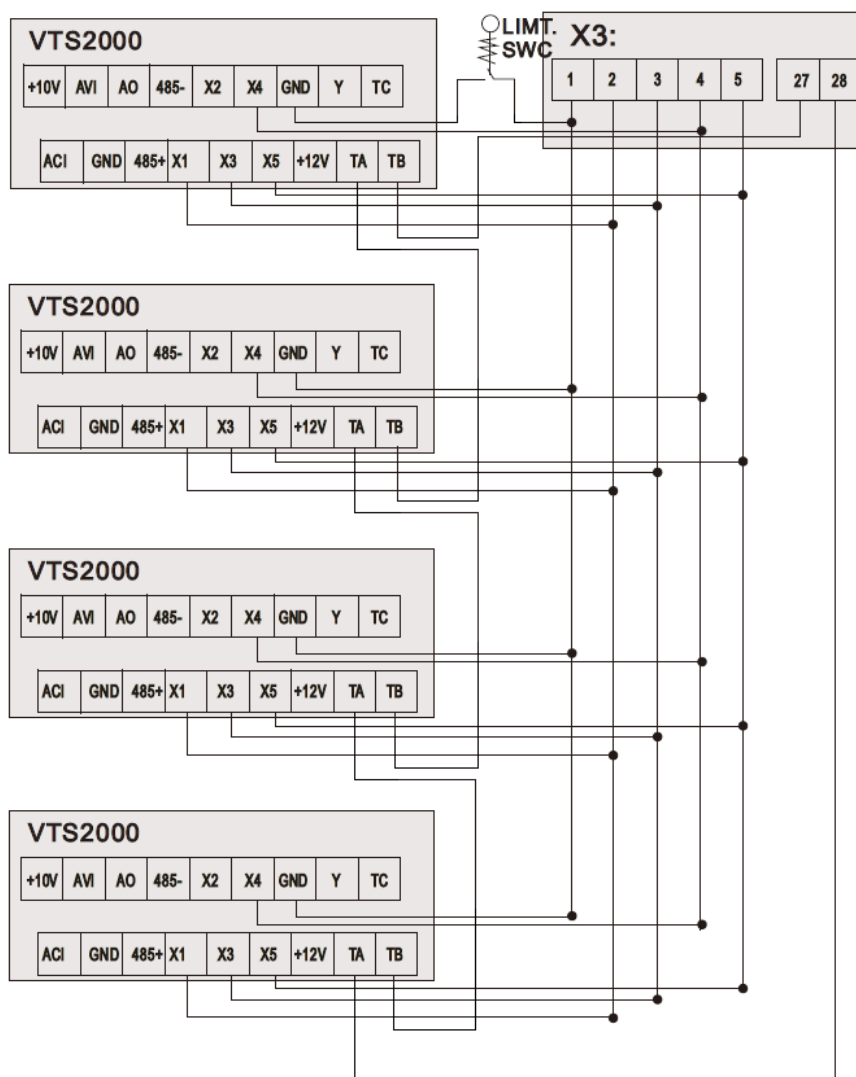 VTS2000
+10V AVI AO 485- X2 X4 GND Y TC
ACI GND 485+ X1 X3 X5 +12V TA TB
LIMT.
SWC
X3:
1 2 3 4 5 27 28
VTS2000
+10V AVI AO 485- X2 X4 GND Y TC
ACI GND 485+ X1 X3 X5 +12V TA TB
VTS2000
+10V AVI AO 485- X2 X4 GND Y TC
ACI GND 485+ X1 X3 X5 +12V TA TB
VTS2000
+10V AVI AO 485- X2 X4 GND Y TC
ACI GND 485+ X1 X3 X5 +12V TA TB